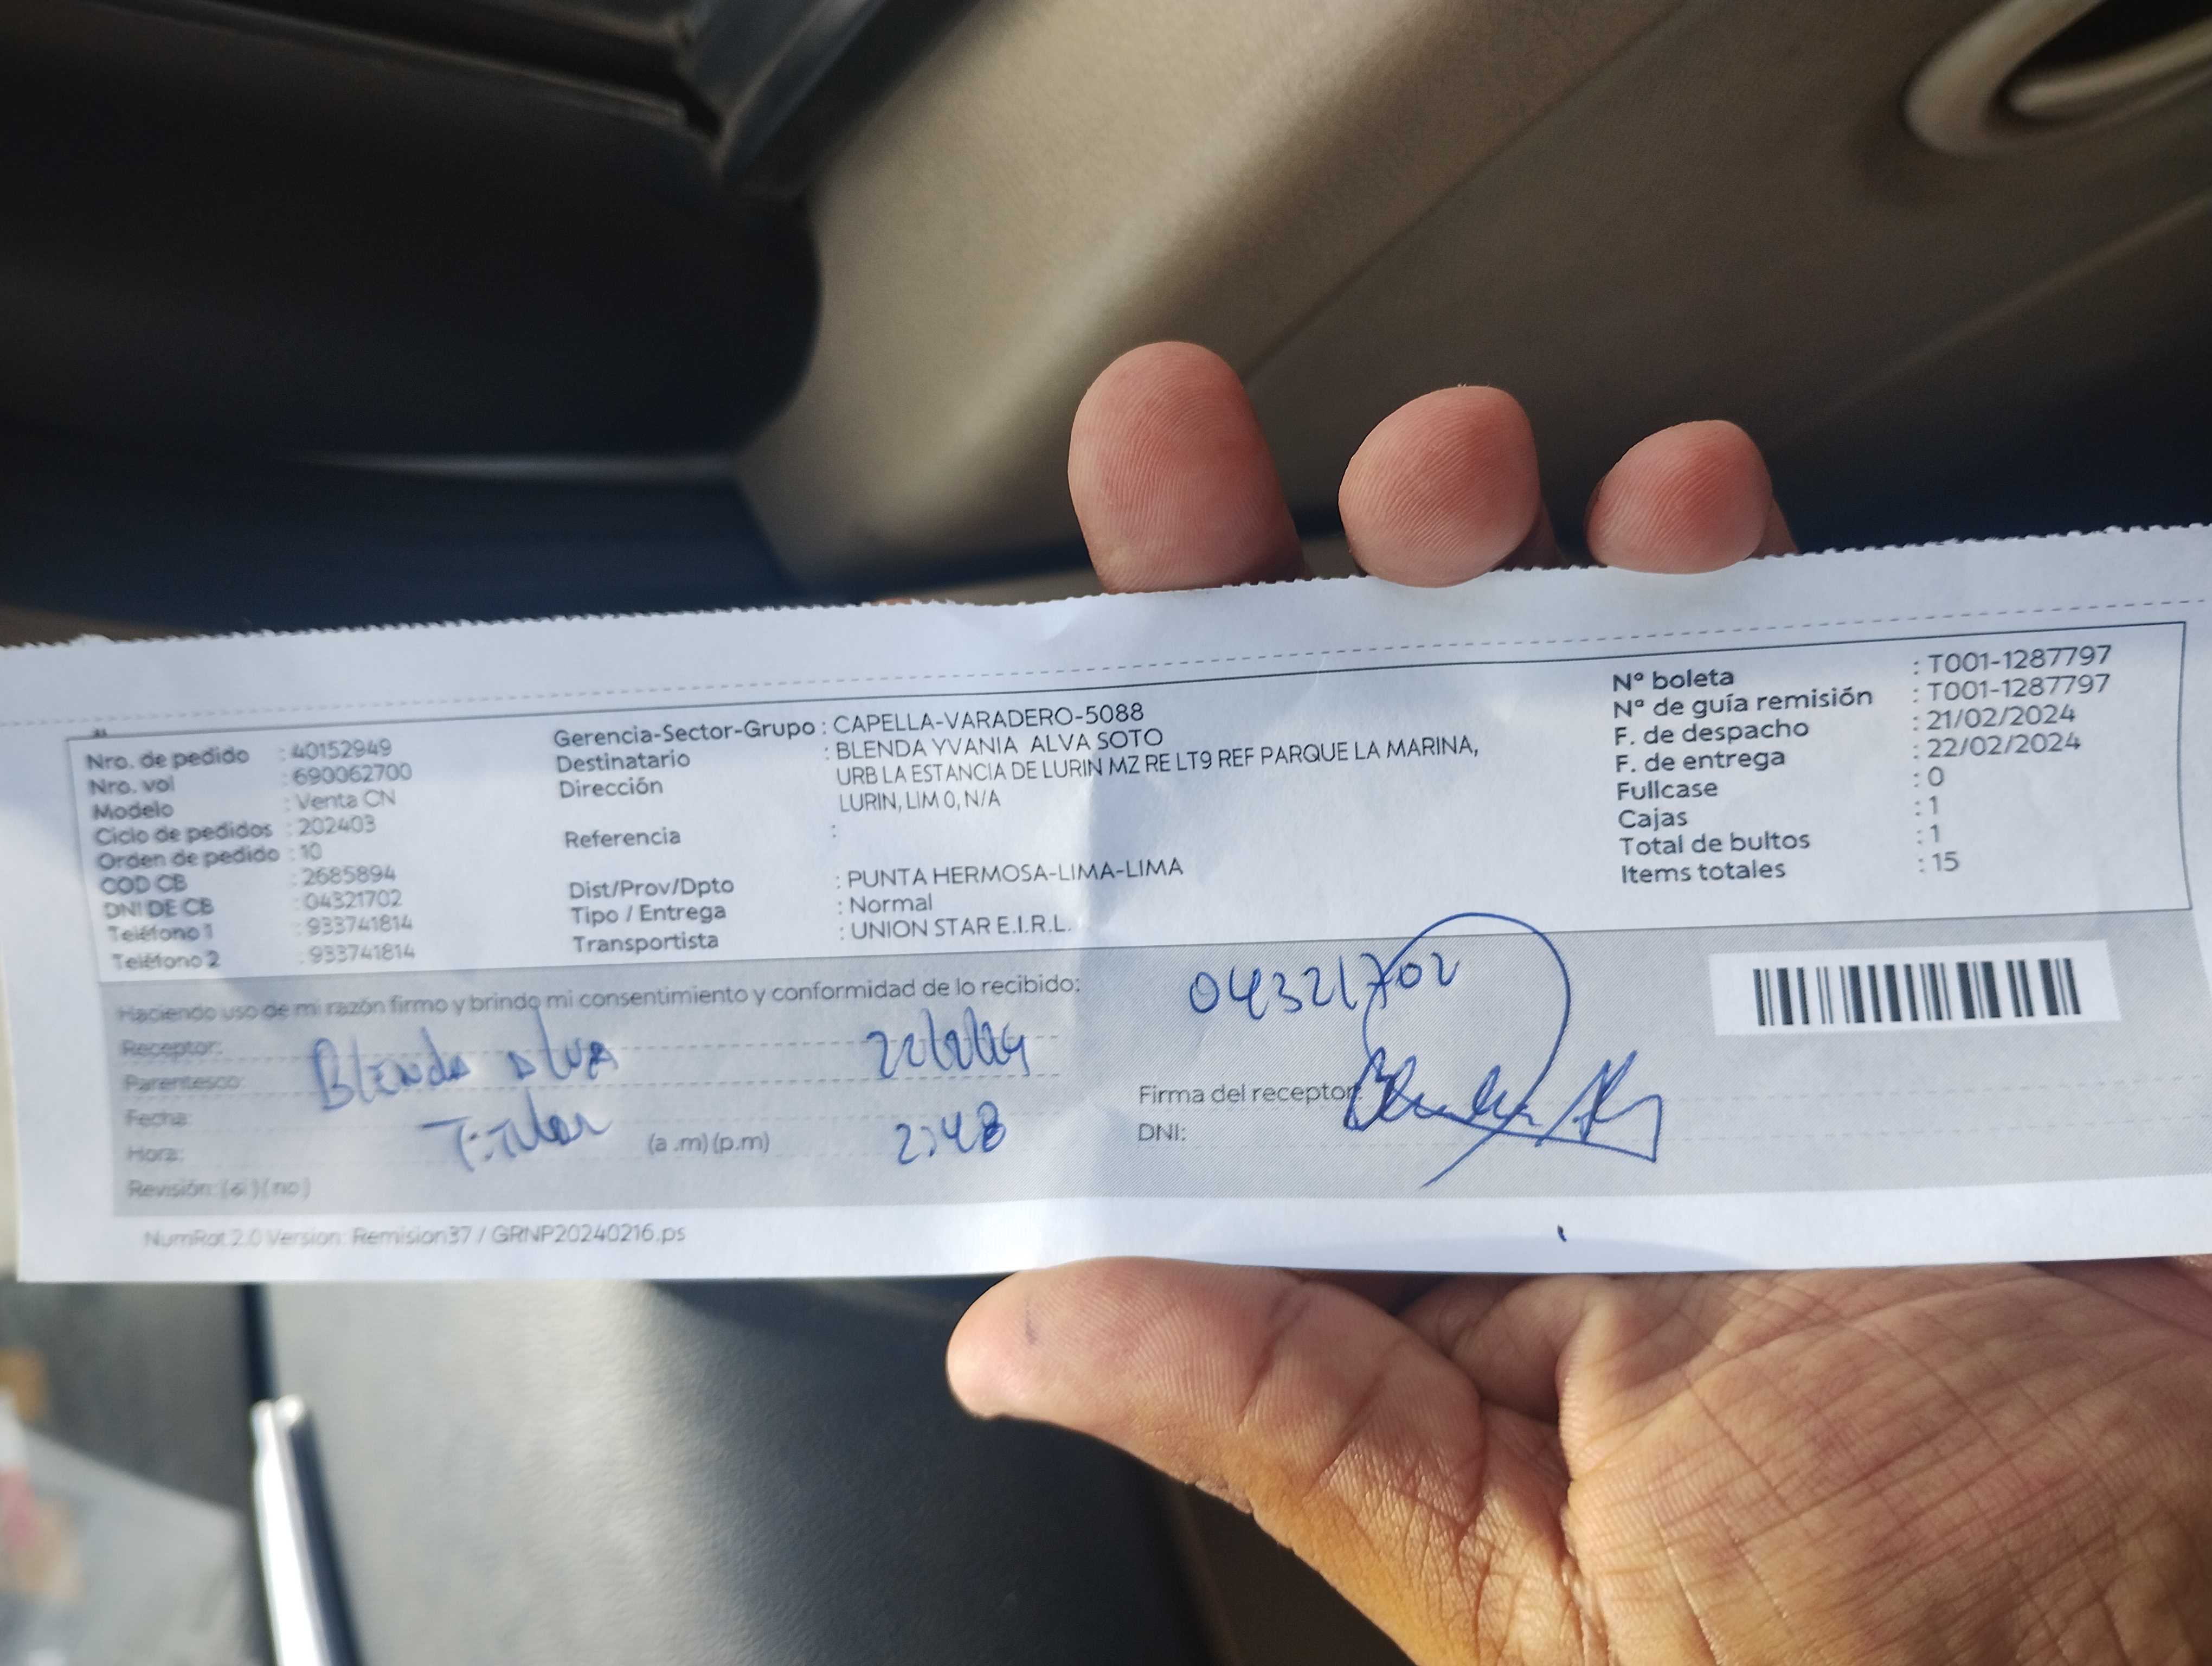 Nro. de pedido : 40152949
Nro. vol : 690062700
Modelo : Venta CN
Ciclo de pedidos : 202403
Orden de pedido : 10
COD CB : 2685894
DNI DE CB : 04321702
Teléfono 1 : 933741814
Teléfono 2 : 933741814
Gerencia-Sector-Grupo : CAPELLA-VARADERO-5088
Destinatario : BLENDA YVANIA ALVA SOTO
Dirección URB LA ESTANCIA DE LURIN MZ RE LT9 REF PARQUE LA MARINA,
LURIN, LIM 0, N/A
Referencia :
Dist/Prov/Dpto : PUNTA HERMOSA-LIMA-LIMA
Tipo / Entrega : Normal
Transportista : UNION STAR E.I.R.L.
Nº boleta : T001-1287797
Nº de guía remisión : T001-1287797
F. de despacho : 21/02/2024
F. de entrega : 22/02/2024
Fullcase : 0
Cajas : 1
Total de bultos : 1
Items totales : 15
Haciendo uso de mi razón firmo y brindo mi consentimiento y conformidad de lo recibido:
Receptor: Blenda Alva
Parentesco: Titular
Fecha: 22/2/24
Hora: (a .m) (p.m) 2:48
Revisión: (si) (no)
04321702
Firma del receptor:
DNI:
NumRot 2.0 Version: Remision37 / GRNP20240216.ps